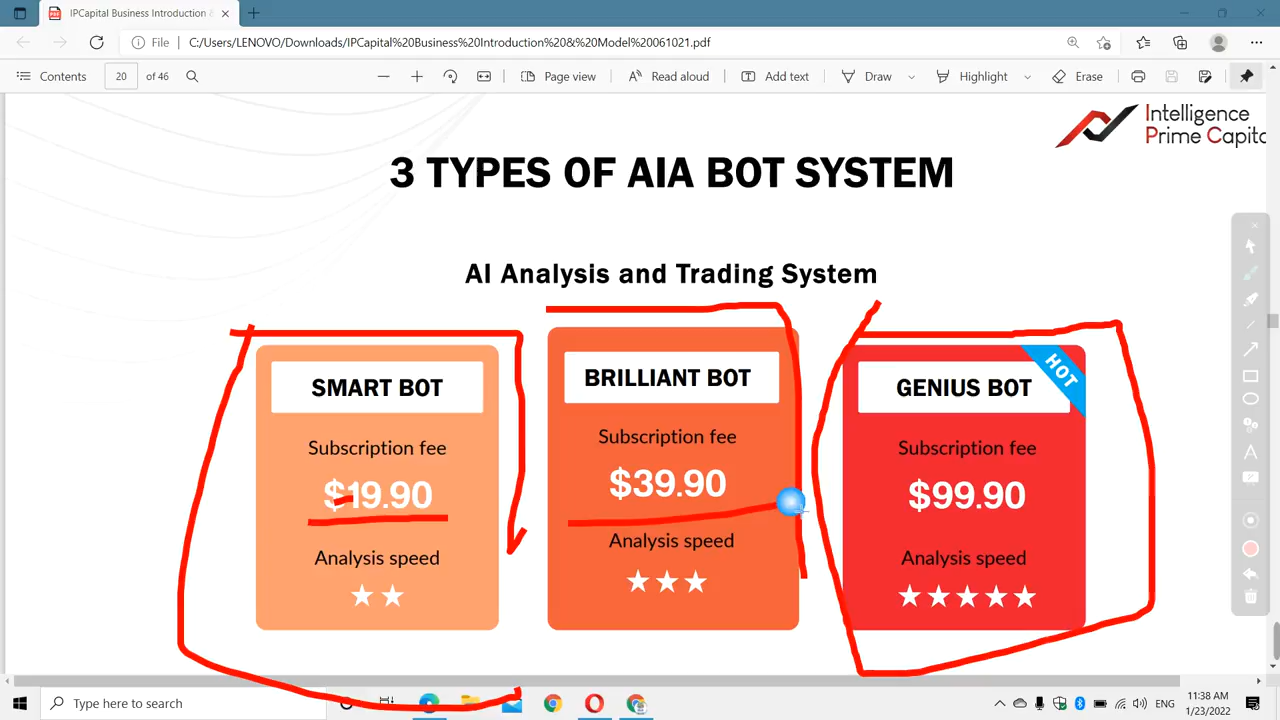 IPCapital Business Introduction &
File
C:/Users/LENOVO/Downloads/IPCapital%20Business%20Introduction%20&%20Model%20061021.pdf
Contents
20
of 46
Page view
Read aloud
Add text
Draw
Highlight
Erase
Intelligence
Prime Capita
3 TYPES OF AIA BOT SYSTEM
AI Analysis and Trading System
SMART BOT
Subscription fee
$19.90
Analysis speed
BRILLIANT BOT
Subscription fee
$39.90
Analysis speed
HOT
GENIUS BOT
Subscription fee
$99.90
Analysis speed
Type here to search
ENG
11:38 AM
1/23/2022